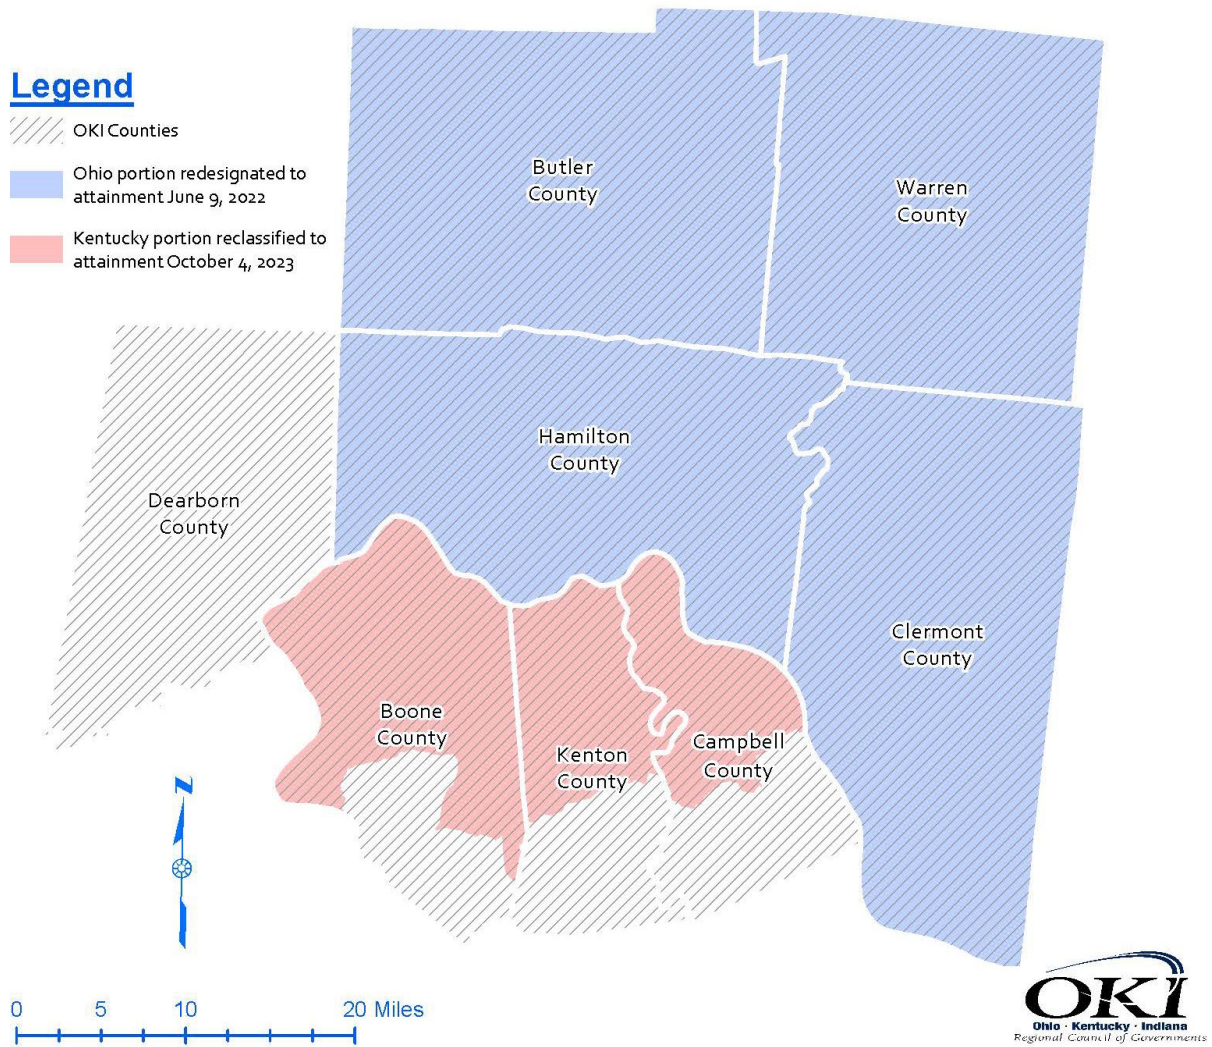 Legend
OKI Counties
Ohio portion redesignated to
attainment June 9, 2022
Kentucky portion reclassified to
attainment October 4, 2023
Butler
County
Warren
County
Hamilton
County
Dearborn
County
Clermont
County
Boone
County
Kenton
County
Campbell
County
N
0 5 10 20 Miles
OKI
Ohio · Kentucky · Indiana
Regional Council of Governments